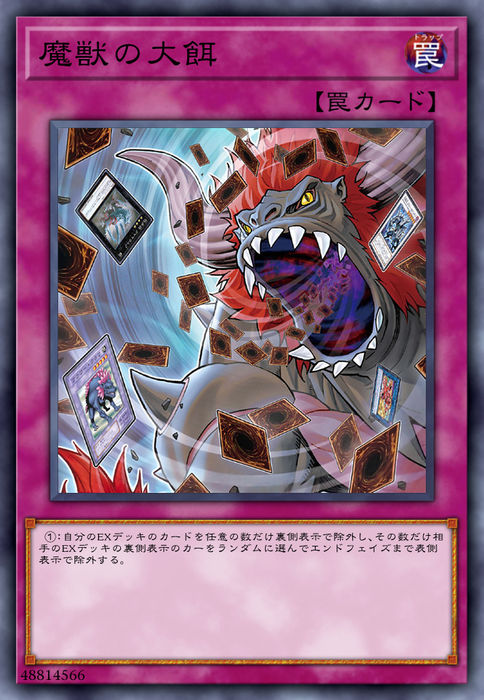 魔獣の大餌
トラップ
罠
【罠カード】
①：自分のEXデッキのカードを任意の数だけ裏側表示で除外し、その数だけ相
手のEXデッキの裏側表示のカーをランダムに選んでエンドフェイズまで表側
表示で除外する。
48814566